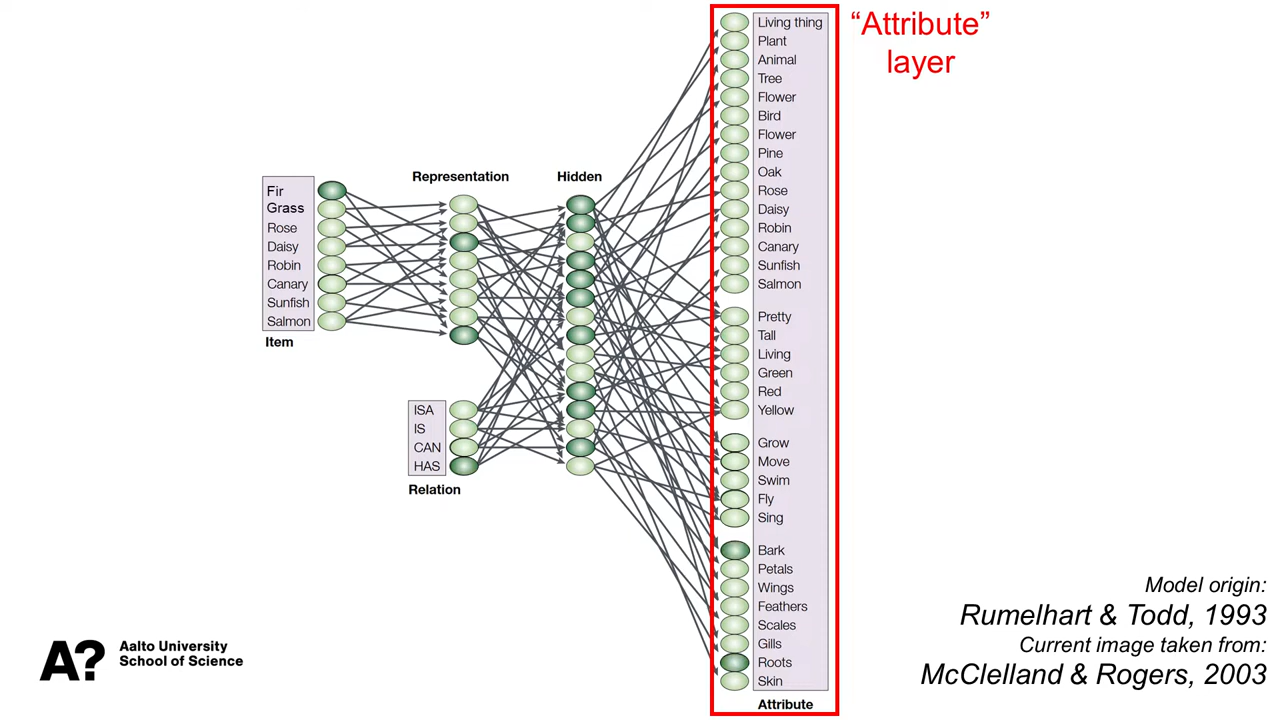 “Attribute”
layer
Representation
Hidden
Fir
Grass
Rose
Daisy
Robin
Canary
Sunfish
Salmon
Item
ISA
IS
CAN
HAS
Relation
Living thing
Plant
Animal
Tree
Flower
Bird
Flower
Pine
Oak
Rose
Daisy
Robin
Canary
Sunfish
Salmon
Pretty
Tall
Living
Green
Red
Yellow
Grow
Move
Swim
Fly
Sing
Bark
Petals
Wings
Feathers
Scales
Gills
Roots
Skin
Attribute
Model origin:
Rumelhart & Todd, 1993
Current image taken from:
McClelland & Rogers, 2003
A?
Aalto University
School of Science